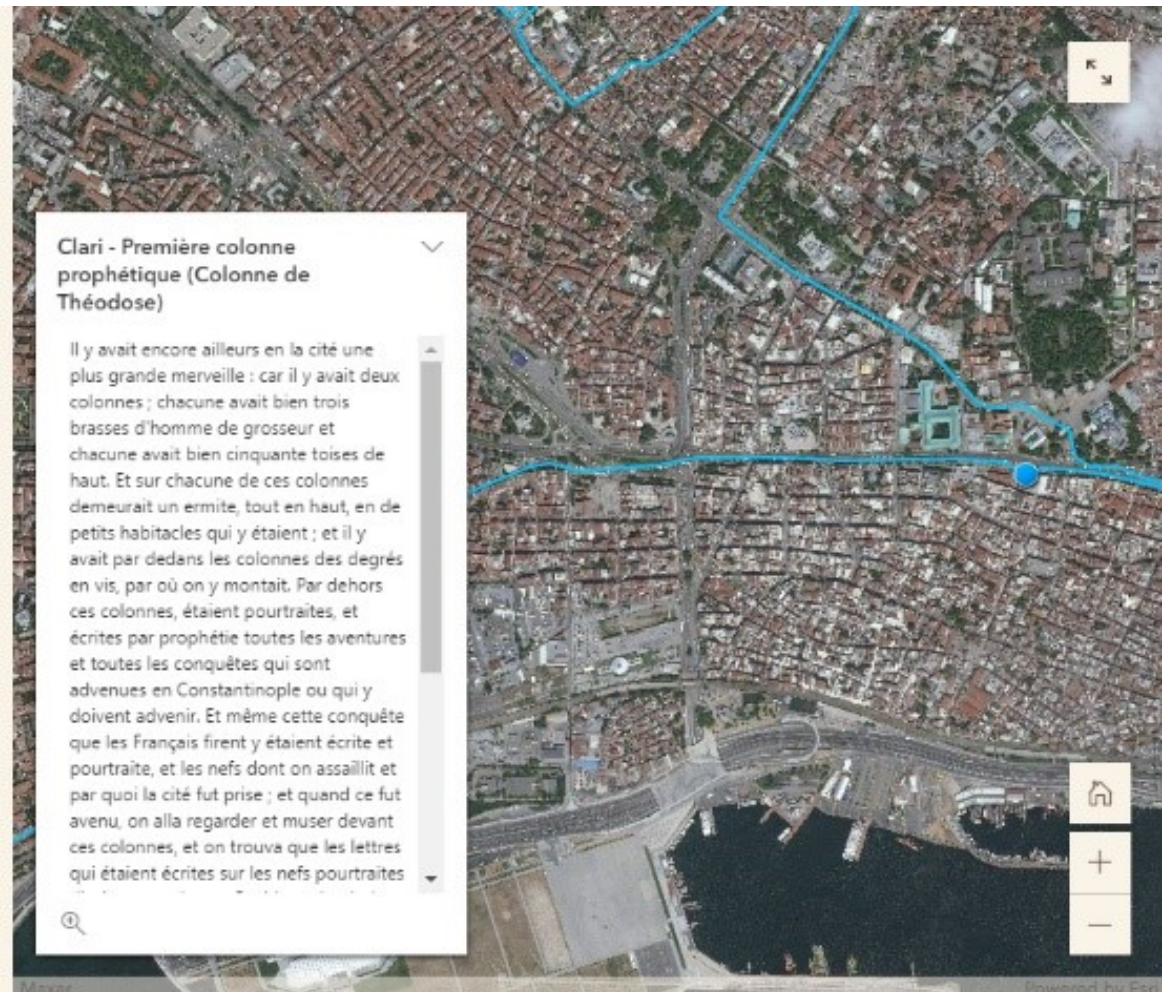 Clari - Première colonne
prophétique (Colonne de
Théodose)
Il y avait encore ailleurs en la cité une
plus grande merveille : car il y avait deux
colonnes ; chacune avait bien trois
brasses d'homme de grosseur et
chacune avait bien cinquante toises de
haut. Et sur chacune de ces colonnes
demeurait un ermite, tout en haut, en de
petits habitacles qui y étaient ; et il y
avait par dedans les colonnes des degrés
en vis, par où on y montait. Par dehors
ces colonnes, étaient pourtraites, et
écrites par prophétie toutes les aventures
et toutes les conquêtes qui sont
advenues en Constantinople ou qui y
doivent advenir. Et même cette conquête
que les Français firent y étaient écrite et
pourtraite, et les nefs dont on assaillit et
par quoi la cité fut prise ; et quand ce fut
avenu, on alla regarder et muser devant
ces colonnes, et on trouva que les lettres
qui étaient écrites sur les nefs pourtraites
Maxar
Powered by Esri